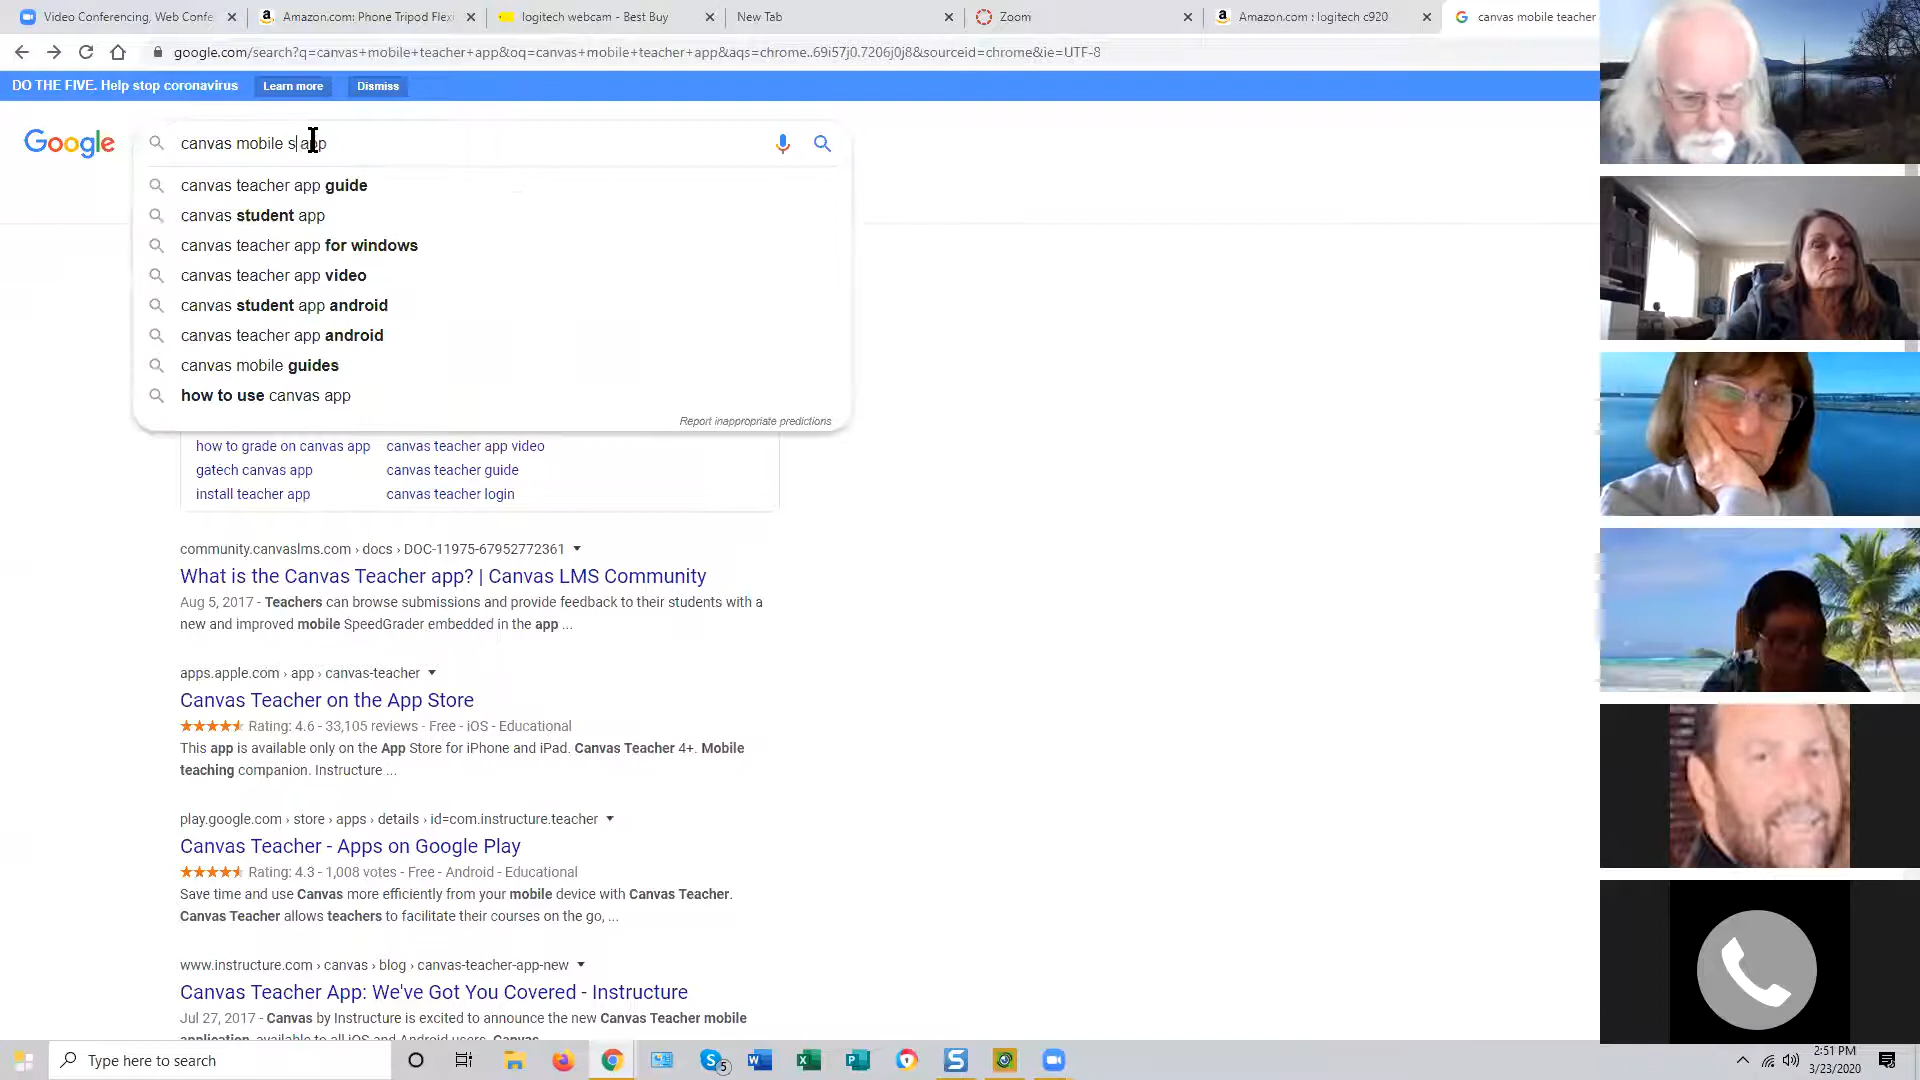 Video Conferencing, Web Confe
Amazon.com: Phone Tripod Flexi
logitech webcam - Best Buy
New Tab
Zoom
Amazon.com : logitech c920
canvas mobile teacher
google.com/search?q=canvas+mobile+teacher+app&oq=canvas+mobile+teacher+app&aqs=chrome..69i57j0.7206j0j8&sourceid=chrome&ie=UTF-8
DO THE FIVE. Help stop coronavirus
Learn more
Dismiss
Google
canvas mobile s app
canvas teacher app guide
canvas student app
canvas teacher app for windows
canvas teacher app video
canvas student app android
canvas teacher app android
canvas mobile guides
how to use canvas app
Report inappropriate predictions
how to grade on canvas app
canvas teacher app video
gatech canvas app
canvas teacher guide
install teacher app
canvas teacher login
community.canvaslms.com › docs › DOC-11975-67952772361
What is the Canvas Teacher app? | Canvas LMS Community
Aug 5, 2017 - Teachers can browse submissions and provide feedback to their students with a
new and improved mobile SpeedGrader embedded in the app ...
apps.apple.com › app › canvas-teacher
Canvas Teacher on the App Store
Rating: 4.6 - 33,105 reviews - Free - iOS - Educational
This app is available only on the App Store for iPhone and iPad. Canvas Teacher 4+. Mobile
teaching companion. Instructure ...
play.google.com › store › apps › details › id=com.instructure.teacher
Canvas Teacher - Apps on Google Play
Rating: 4.3 - 1,008 votes - Free - Android - Educational
Save time and use Canvas more efficiently from your mobile device with Canvas Teacher.
Canvas Teacher allows teachers to facilitate their courses on the go, ...
www.instructure.com › canvas › blog › canvas-teacher-app-new
Canvas Teacher App: We've Got You Covered - Instructure
Jul 27, 2017 - Canvas by Instructure is excited to announce the new Canvas Teacher mobile
application, available to all iOS and Android users. Canvas
Type here to search
5
2:51 PM
3/23/2020